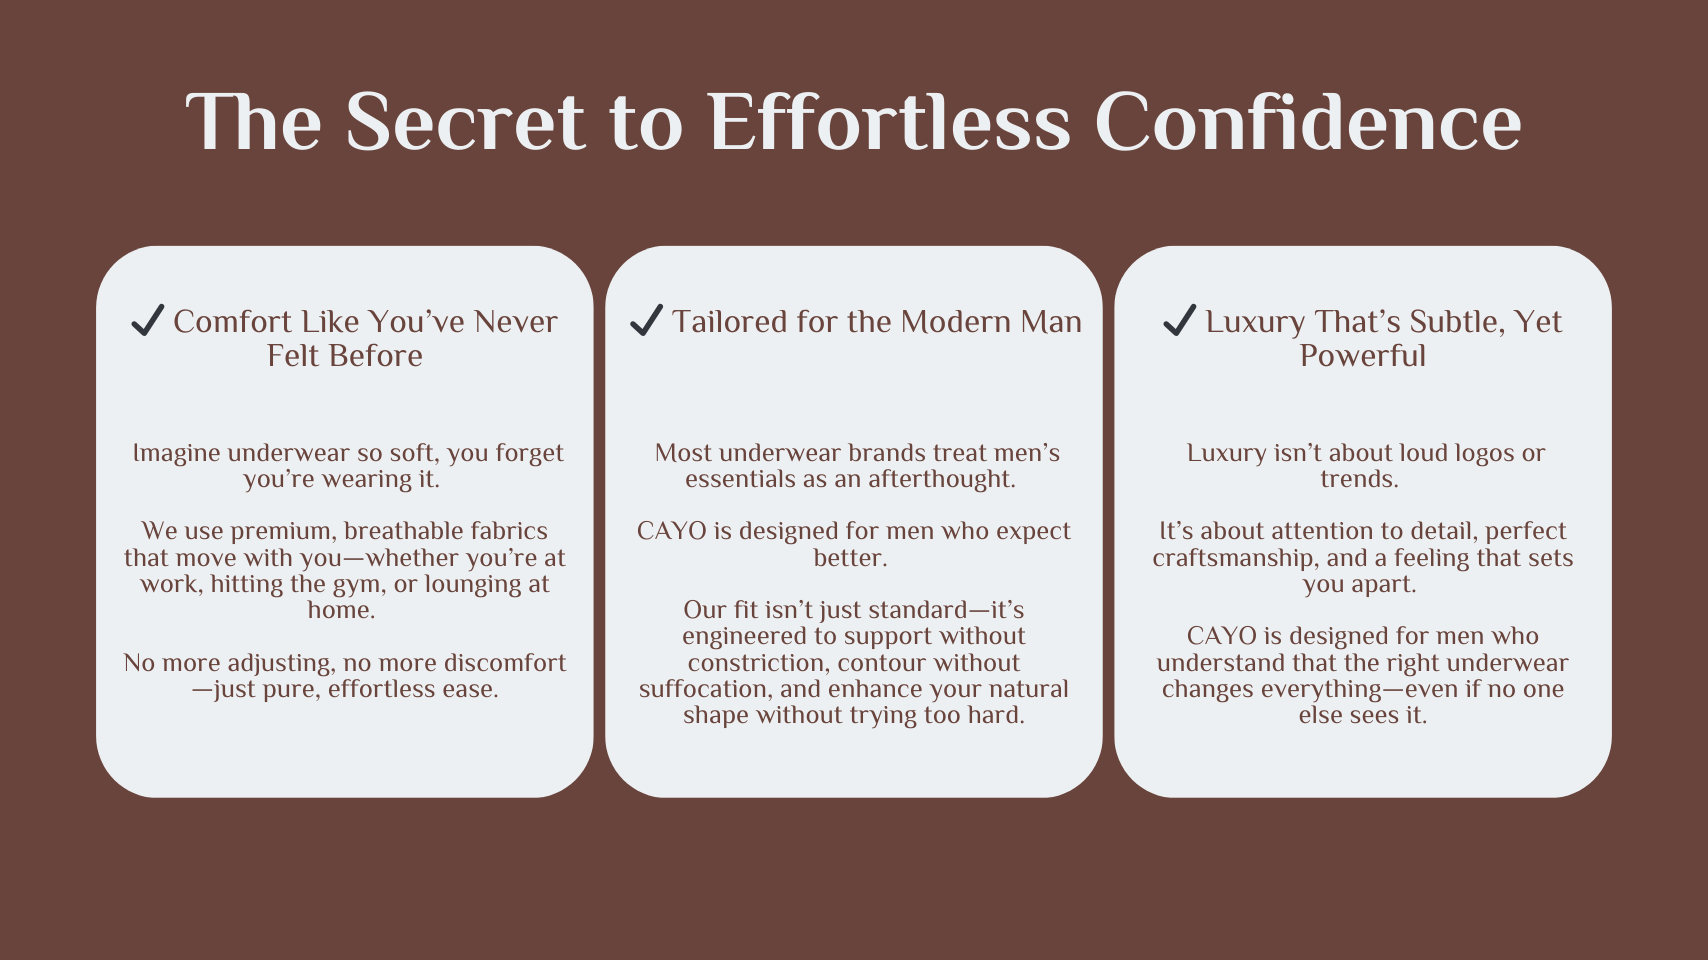 The Secret to Effortless Confidence
✔ Comfort Like You’ve Never
Felt Before
Imagine underwear so soft, you forget
you’re wearing it.
We use premium, breathable fabrics
that move with you—whether you’re at
work, hitting the gym, or lounging at
home.
No more adjusting, no more discomfort
—just pure, effortless ease.
✔ Tailored for the Modern Man
Most underwear brands treat men’s
essentials as an afterthought.
CAYO is designed for men who expect
better.
Our fit isn’t just standard—it’s
engineered to support without
constriction, contour without
suffocation, and enhance your natural
shape without trying too hard.
✔ Luxury That’s Subtle, Yet
Powerful
Luxury isn’t about loud logos or
trends.
It’s about attention to detail, perfect
craftsmanship, and a feeling that sets
you apart.
CAYO is designed for men who
understand that the right underwear
changes everything—even if no one
else sees it.